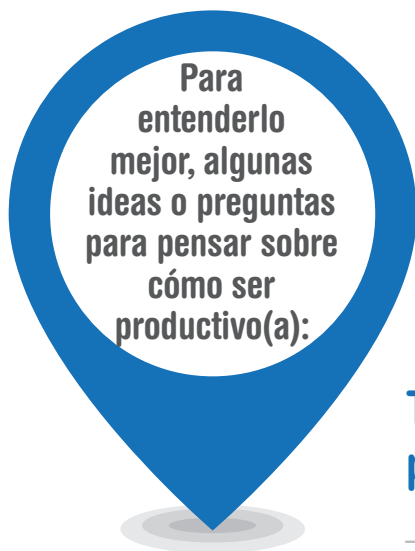 Para
entenderlo
mejor, algunas
ideas o preguntas
para pensar sobre
cómo ser
productivo(a):